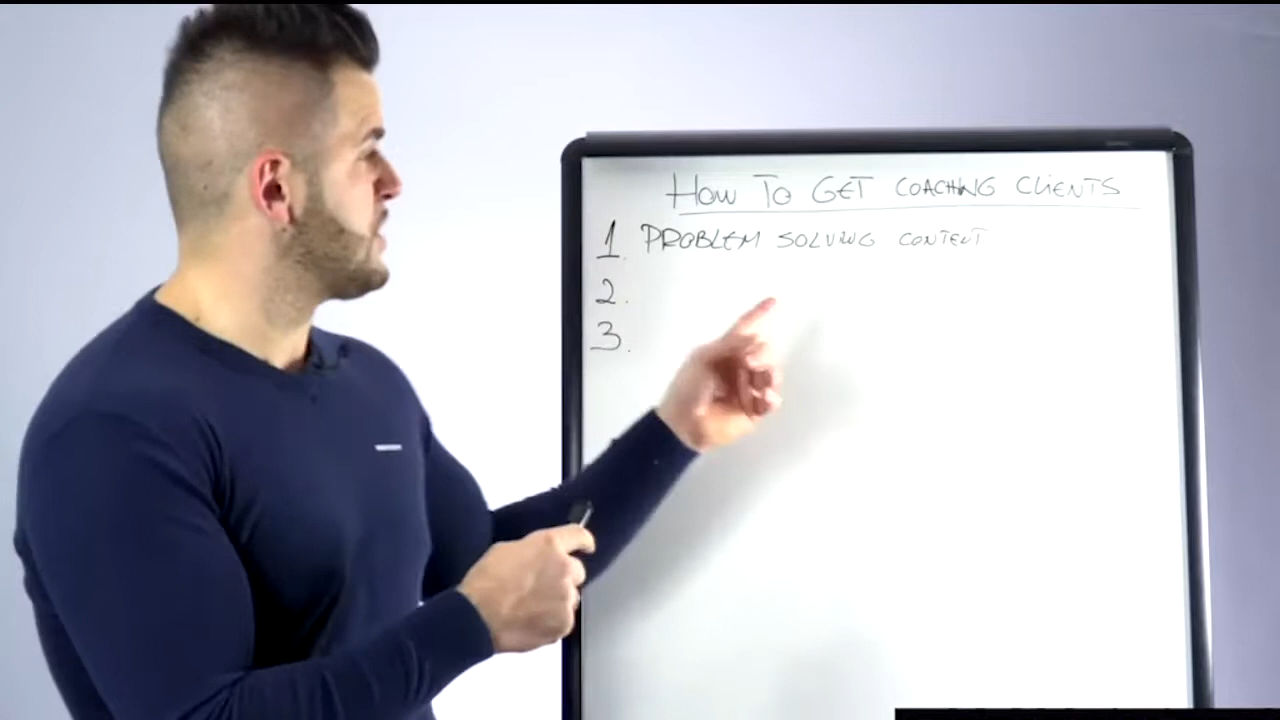 How To GET COACHING CLIENTS
1. PROBLEM SOLVING CONTENT
2.
3.